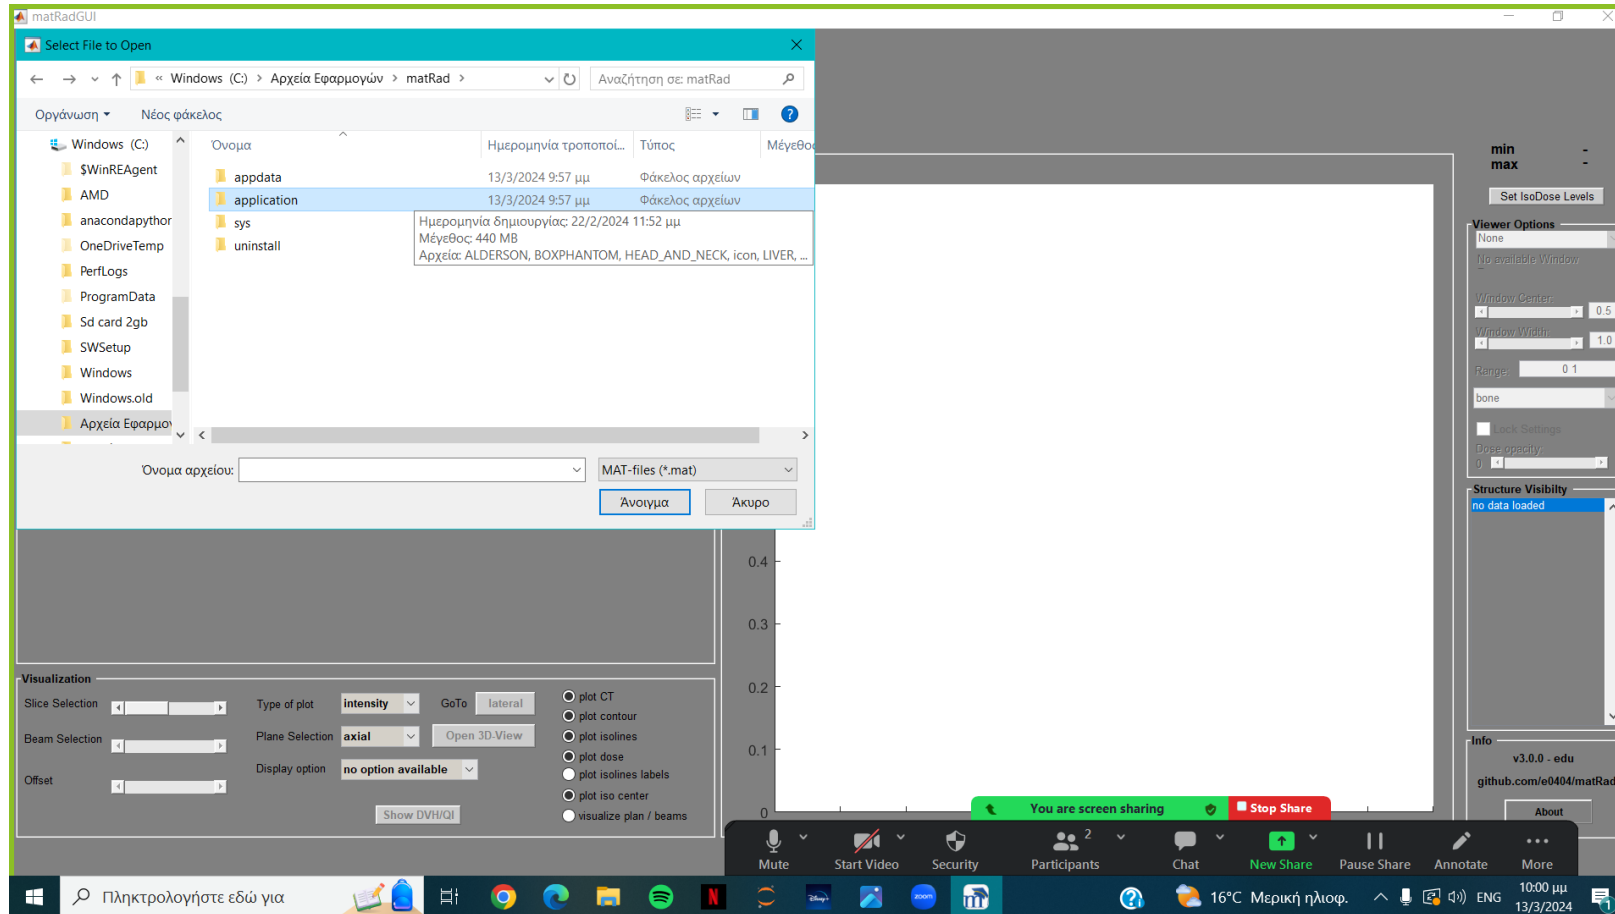 matRadGUI
Select File to Open
« Windows (C:) > Αρχεία Εφαρμογών > matRad >
Αναζήτηση σε: matRad
Οργάνωση
Νέος φάκελος
Windows (C:)
$WinREAgent
AMD
anacondapythor
OneDriveTemp
PerfLogs
ProgramData
Sd card 2gb
SWSetup
Windows
Windows.old
Αρχεία Εφαρμο
Όνομα Ημερομηνία τροποποί... Τύπος Μέγεθο
appdata 13/3/2024 9:57 μμ Φάκελος αρχείων
application 13/3/2024 9:57 μμ Φάκελος αρχείων
sys
uninstall
Ημερομηνία δημιουργίας: 22/2/2024 11:52 μμ
Μέγεθος: 440 MB
Αρχεία: ALDERSON, BOXPHANTOM, HEAD_AND_NECK, icon, LIVER, ...
Όνομα αρχείου:
MAT-files (*.mat)
Άνοιγμα
Άκυρο
min -
max -
Set IsoDose Levels
Viewer Options
None
No available Window
Window Center:
0.5
Window Width:
1.0
Range: 0 1
bone
Lock Settings
Dose opacity:
0
Structure Visibilty
no data loaded
0.4
0.3
0.2
0.1
0
Visualization
Slice Selection
Beam Selection
Offset
Type of plot intensity GoTo lateral
Plane Selection axial Open 3D-View
Display option no option available
Show DVH/QI
plot CT
plot contour
plot isolines
plot dose
plot isolines labels
plot iso center
visualize plan / beams
Info
v3.0.0 - edu
github.com/e0404/matRad
About
You are screen sharing
Stop Share
2
Mute Start Video Security Participants Chat New Share Pause Share Annotate More
Πληκτρολογήστε εδώ για
N
Disney+
zoom
16°C Μερική ηλιοφ.
ENG
10:00 μμ
13/3/2024
1